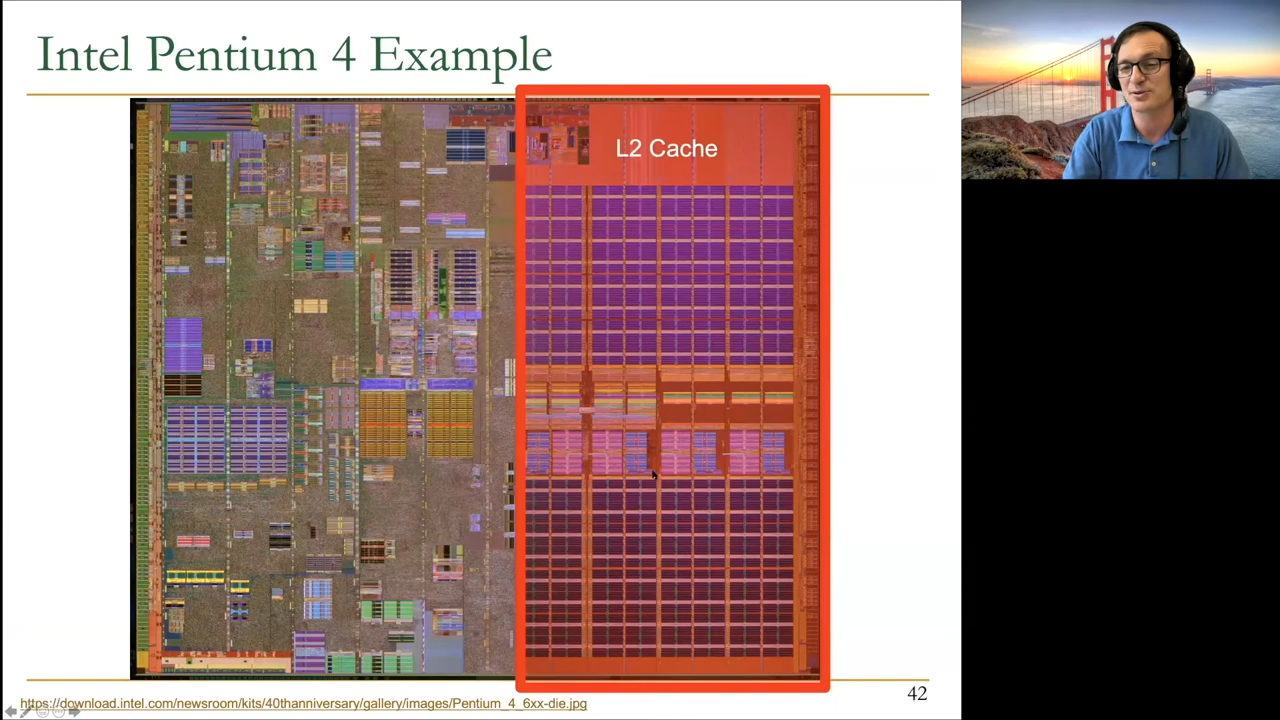 Intel Pentium 4 Example
L2 Cache
https://download.intel.com/newsroom/kits/40thanniversary/gallery/images/Pentium_4_6xx-die.jpg
42